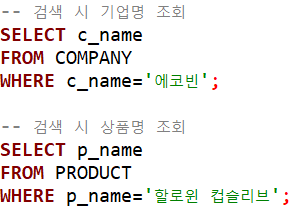 -- 검색 시 기업명 조회
SELECT c_name
FROM COMPANY
WHERE c_name='에코빈';
-- 검색 시 상품명 조회
SELECT p_name
FROM PRODUCT
WHERE p_name='할로윈 컵슬리브';